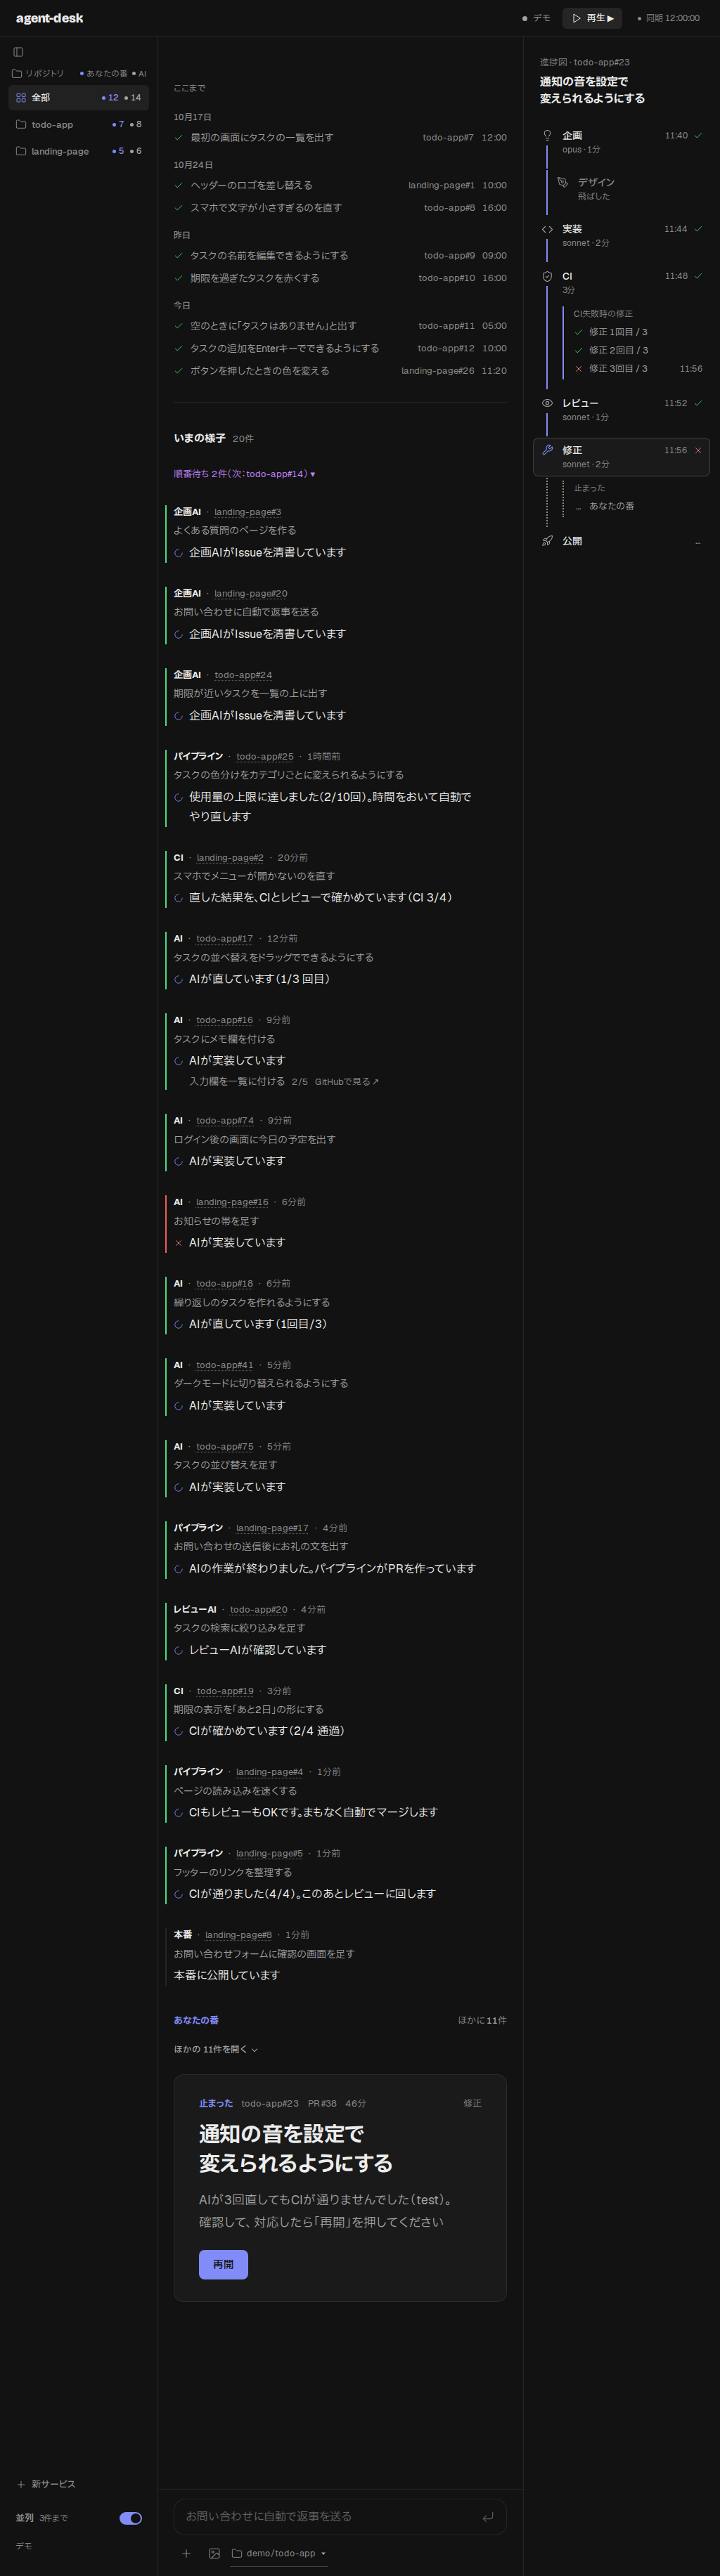 agent-desk
デモ
再生 ▶
同期 12:00:00
リポジトリ
あなたの番 AI
全部 12 14
todo-app 7 8
landing-page 5 6
ここまで
10月17日
最初の画面にタスクの一覧を出す todo-app#7 12:00
10月24日
ヘッダーのロゴを差し替える landing-page#1 10:00
スマホで文字が小さすぎるのを直す todo-app#8 16:00
昨日
タスクの名前を編集できるようにする todo-app#9 09:00
期限を過ぎたタスクを赤くする todo-app#10 16:00
今日
空のときに「タスクはありません」と出す todo-app#11 05:00
タスクの追加をEnterキーでできるようにする todo-app#12 10:00
ボタンを押したときの色を変える landing-page#26 11:20
いまの様子 20件
順番待ち 2件（次：todo-app#14）▾
企画AI · landing-page#3
よくある質問のページを作る
企画AIがIssueを清書しています
企画AI · landing-page#20
お問い合わせに自動で返事を送る
企画AIがIssueを清書しています
企画AI · todo-app#24
期限が近いタスクを一覧の上に出す
企画AIがIssueを清書しています
パイプライン · todo-app#25 · 1時間前
タスクの色分けをカテゴリごとに変えられるようにする
使用量の上限に達しました（2/10回）。時間をおいて自動で
やり直します
CI · landing-page#2 · 20分前
スマホでメニューが開かないのを直す
直した結果を、CIとレビューで確かめています（CI 3/4）
AI · todo-app#17 · 12分前
タスクの並べ替えをドラッグでできるようにする
AIが直しています（1/3 回目）
AI · todo-app#16 · 9分前
タスクにメモ欄を付ける
AIが実装しています
入力欄を一覧に付ける 2/5 GitHubで見る↗
AI · todo-app#74 · 9分前
ログイン後の画面に今日の予定を出す
AIが実装しています
AI · landing-page#16 · 6分前
お知らせの帯を足す
AIが実装しています
AI · todo-app#18 · 6分前
繰り返しのタスクを作れるようにする
AIが直しています（1回目/3）
AI · todo-app#41 · 5分前
ダークモードに切り替えられるようにする
AIが実装しています
AI · todo-app#75 · 5分前
タスクの並び替えを足す
AIが実装しています
パイプライン · landing-page#17 · 4分前
お問い合わせの送信後にお礼の文を出す
AIの作業が終わりました。パイプラインがPRを作っています
レビューAI · todo-app#20 · 4分前
タスクの検索に絞り込みを足す
レビューAIが確認しています
CI · todo-app#19 · 3分前
期限の表示を「あと2日」の形にする
CIが確かめています（2/4 通過）
パイプライン · landing-page#4 · 1分前
ページの読み込みを速くする
CIもレビューもOKです。まもなく自動でマージします
パイプライン · landing-page#5 · 1分前
フッターのリンクを整理する
CIが通りました（4/4）。このあとレビューに回します
本番 · landing-page#8 · 1分前
お問い合わせフォームに確認の画面を足す
本番に公開しています
あなたの番 ほかに11件
ほかの 11件を開く
止まった todo-app#23 PR#38 46分 修正
通知の音を設定で
変えられるようにする
AIが3回直してもCIが通りませんでした（test）。
確認して、対応したら「再開」を押してください
再開
お問い合わせに自動で返事を送る
demo/todo-app
新サービス
並列 3件まで
デモ
進捗図 · todo-app#23
通知の音を設定で
変えられるようにする
企画 11:40
opus · 1分
デザイン
飛ばした
実装 11:44
sonnet · 2分
CI 11:48
3分
CI失敗時の修正
修正 1回目 / 3
修正 2回目 / 3
修正 3回目 / 3 11:56
レビュー 11:52
sonnet · 1分
修正 11:56
sonnet · 2分
止まった
… あなたの番
公開 …